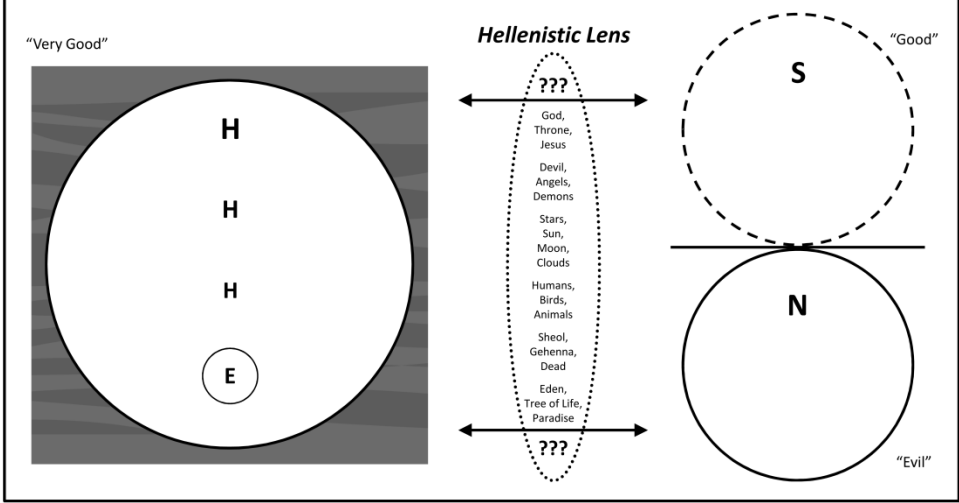 “Very Good”
H
H
H
E
Hellenistic Lens
???
God,
Throne,
Jesus
Devil,
Angels,
Demons
Stars,
Sun,
Moon,
Clouds
Humans,
Birds,
Animals
Sheol,
Gehenna,
Dead
Eden,
Tree of Life,
Paradise
???
“Good”
S
N
“Evil”